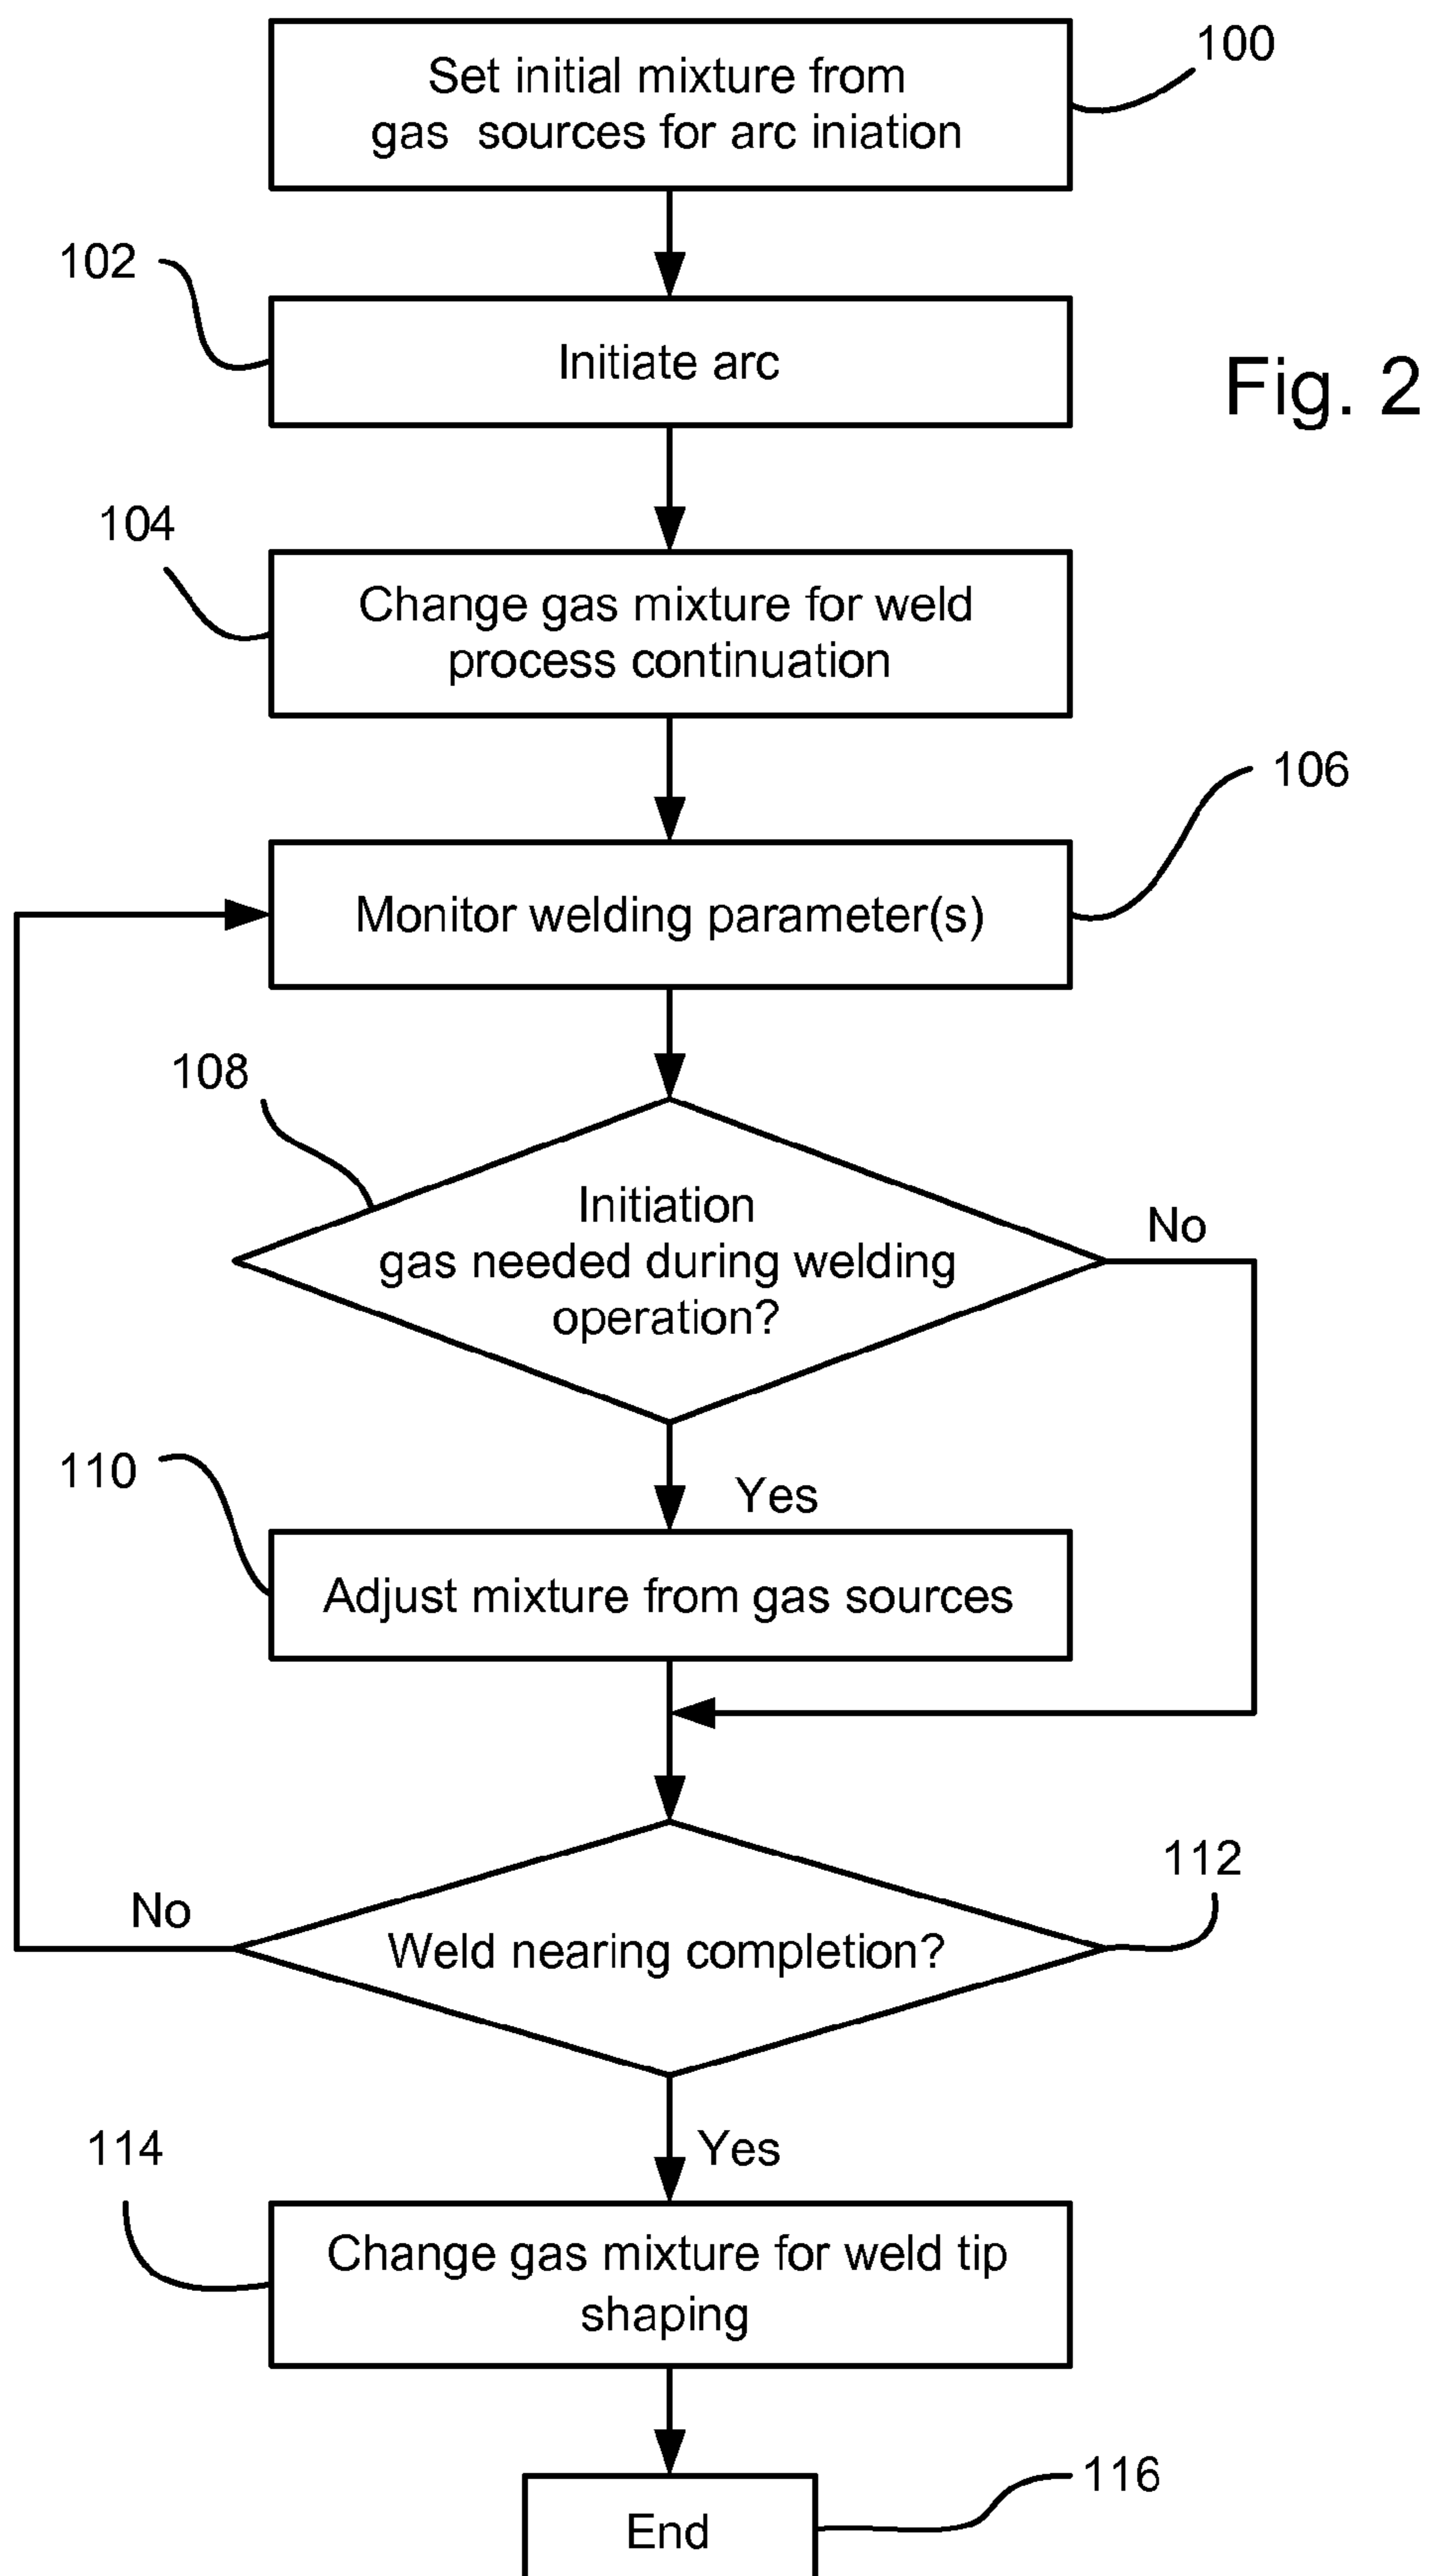 100
Set initial mixture from
gas sources for arc iniation
102
Initiate arc
Fig. 2
104
Change gas mixture for weld
process continuation
106
Monitor welding parameter(s)
108
Initiation
gas needed during welding
operation?
No
110
Yes
Adjust mixture from gas sources
112
No
Weld nearing completion?
114
Yes
Change gas mixture for weld tip
shaping
116
End